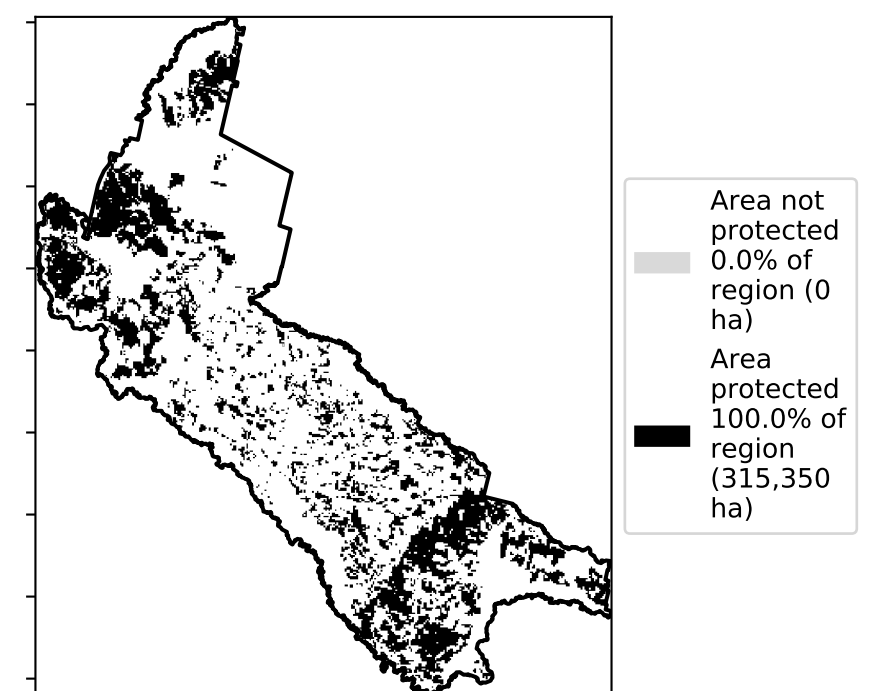 Area not
protected
0.0% of
region (0
ha)
Area
protected
100.0% of
region
(315,350
ha)